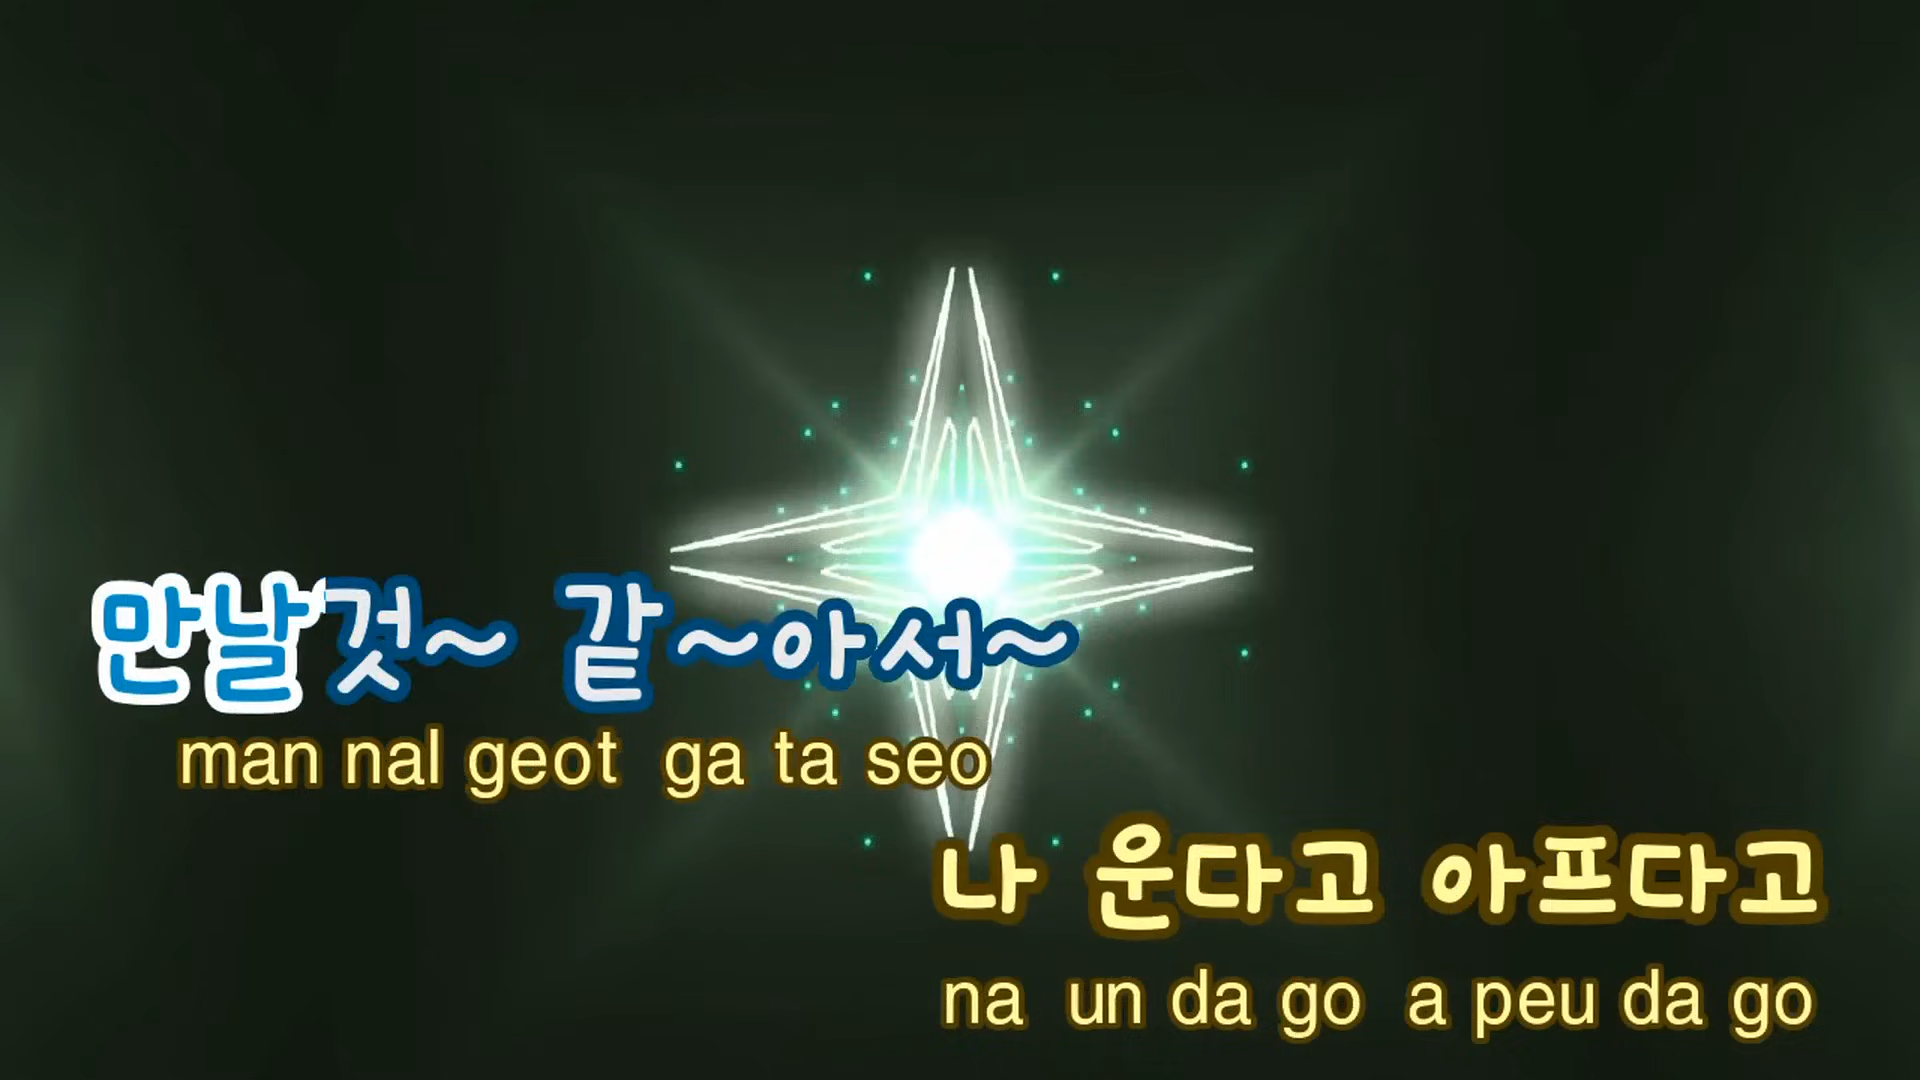 만날것~ 같~아서~
man nal geot ga ta seo
나 운다고 아프다고
na un da go a peu da go